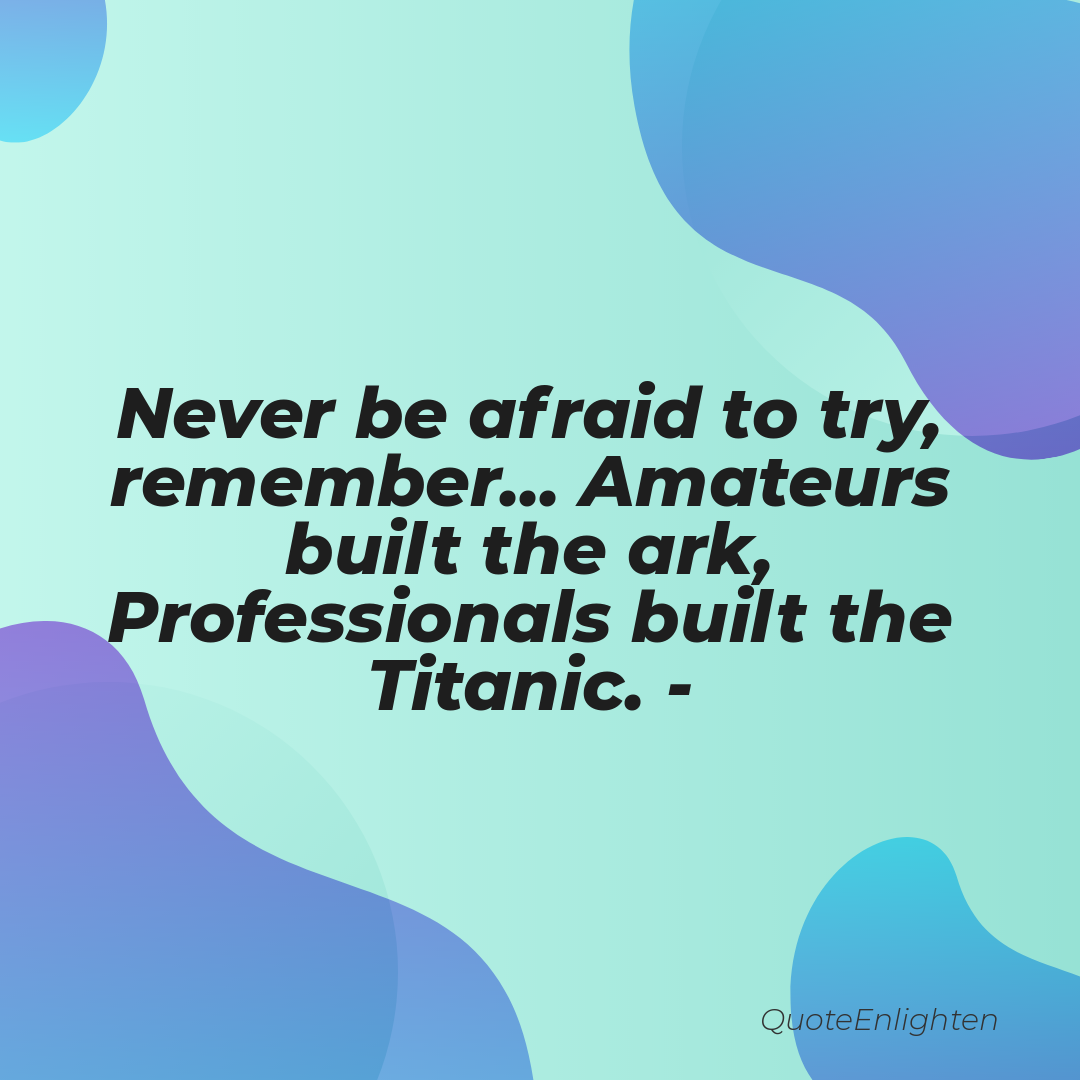 Never be afraid to try,
remember... Amateurs
built the ark,
Professionals built the
Titanic. -
QuoteEnlighten